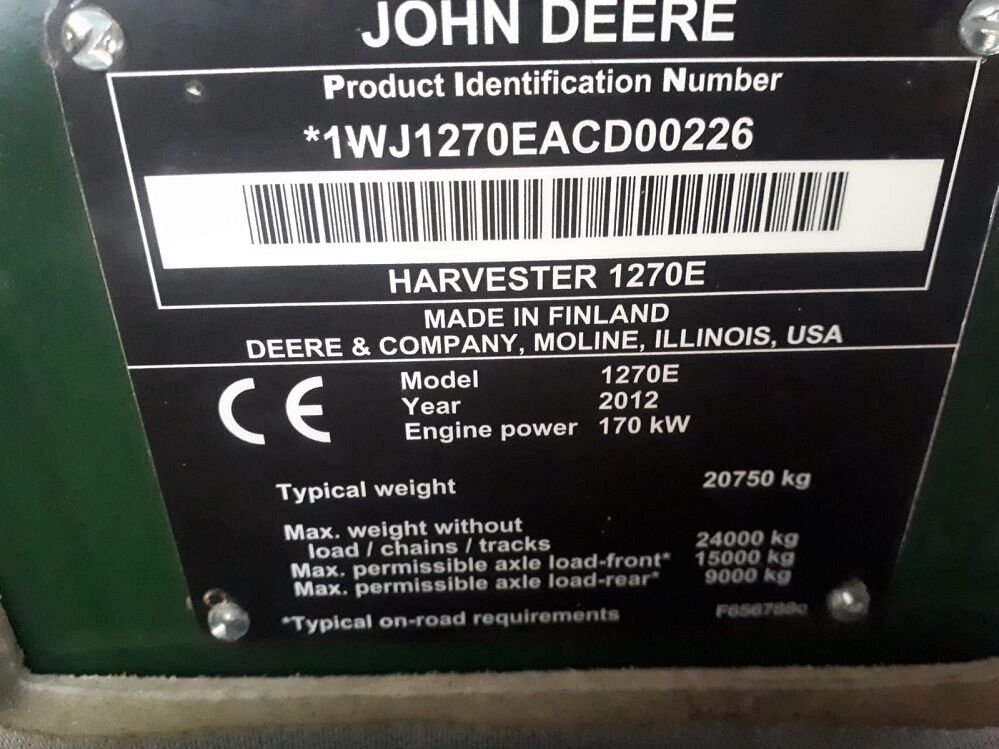 JOHN DEERE
Product Identification Number
*1WJ1270EACD00226
HARVESTER 1270E
MADE IN FINLAND
DEERE & COMPANY, MOLINE, ILLINOIS, USA
CE
Model 1270E
Year 2012
Engine power 170 kW
Typical weight 20750 kg
Max. weight without
load / chains / tracks 24000 kg
Max. permissible axle load-front* 15000 kg
Max. permissible axle load-rear* 9000 kg
*Typical on-road requirements